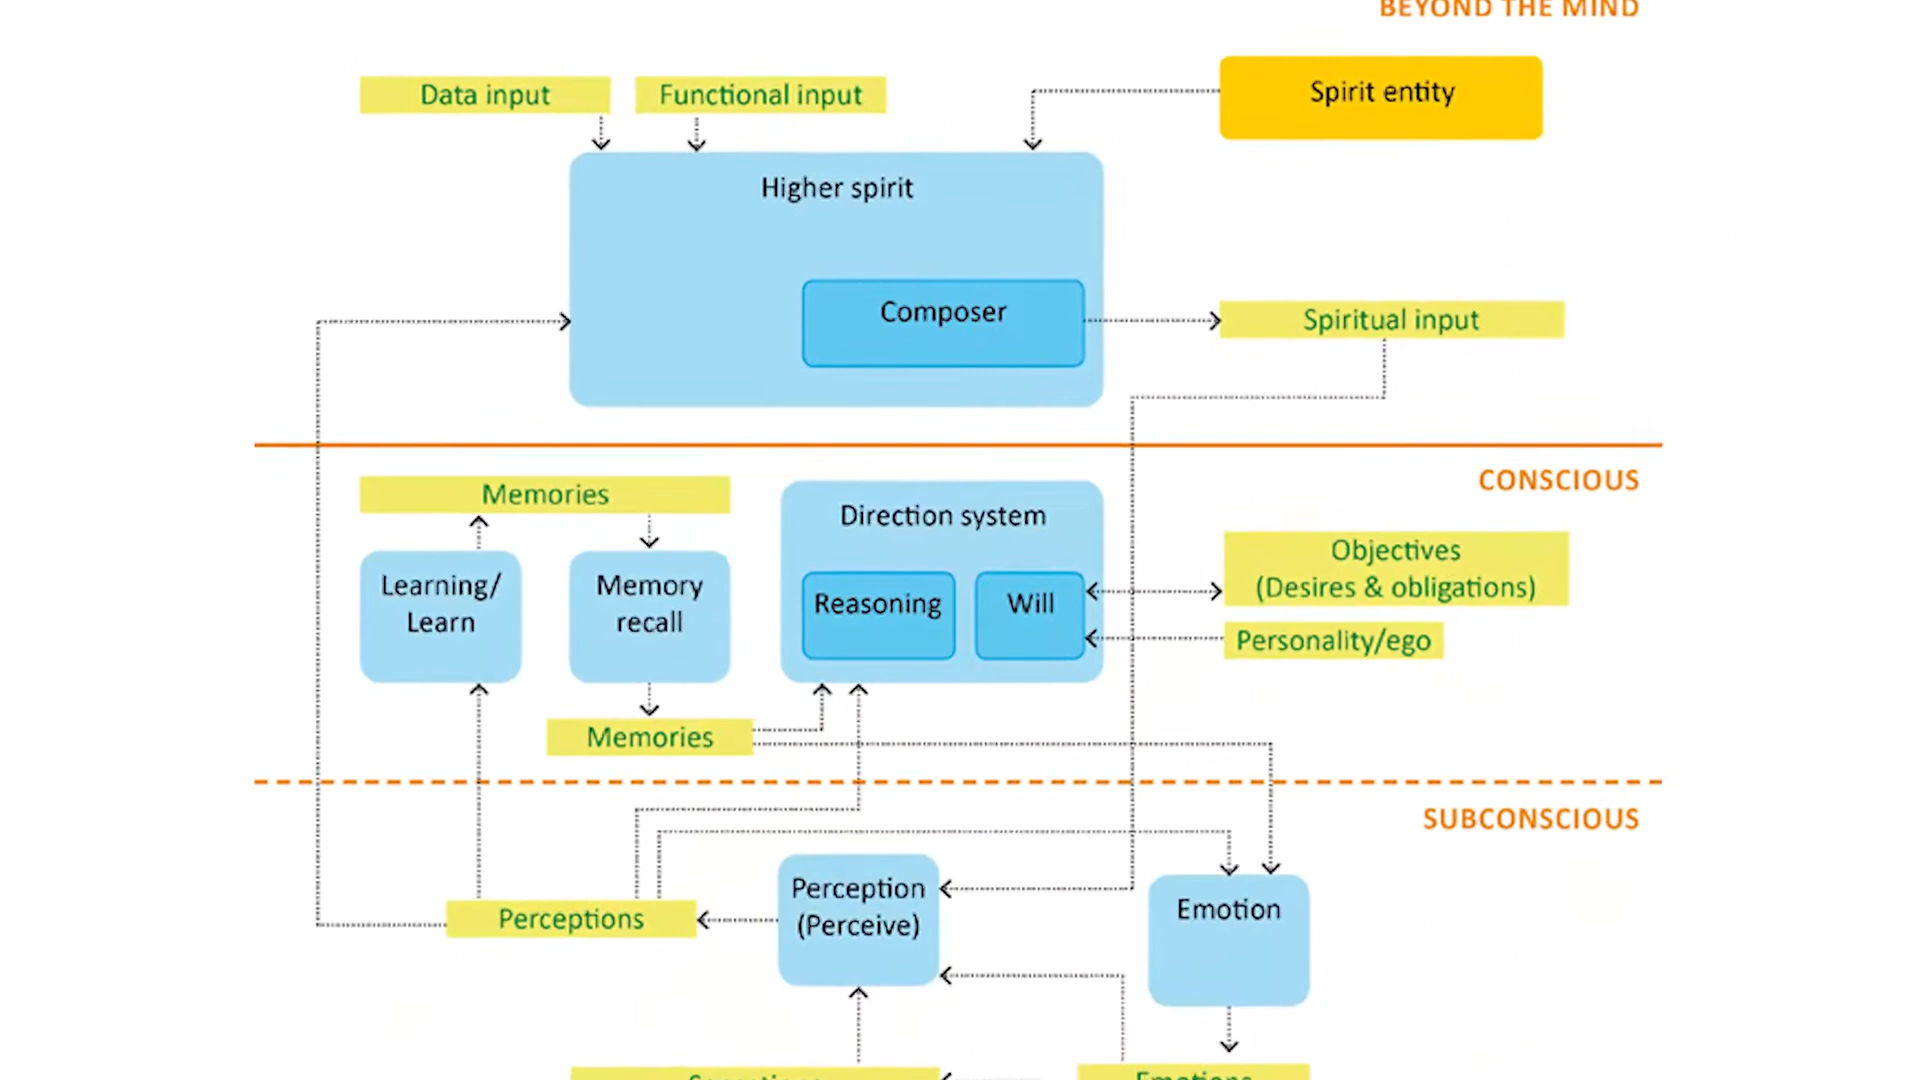 BEYOND THE MIND
Data input
Functional input
Spirit entity
Higher spirit
Composer
Spiritual input
CONSCIOUS
Memories
Direction system
Learning/
Learn
Memory
recall
Reasoning
Will
Objectives
(Desires & obligations)
Personality/ego
Memories
SUBCONSCIOUS
Perception
(Perceive)
Emotion
Perceptions
Emotions